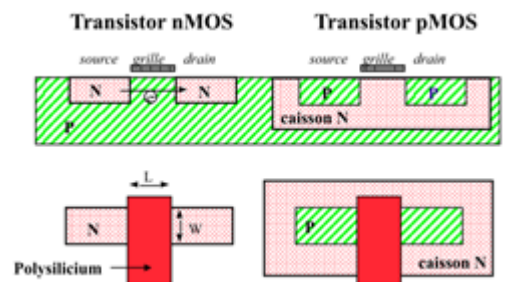 Transistor nMOS
Transistor pMOS
source grille drain
source grille drain
N
N
P
P
P
caisson N
L
N
W
P
caisson N
Polysilicium